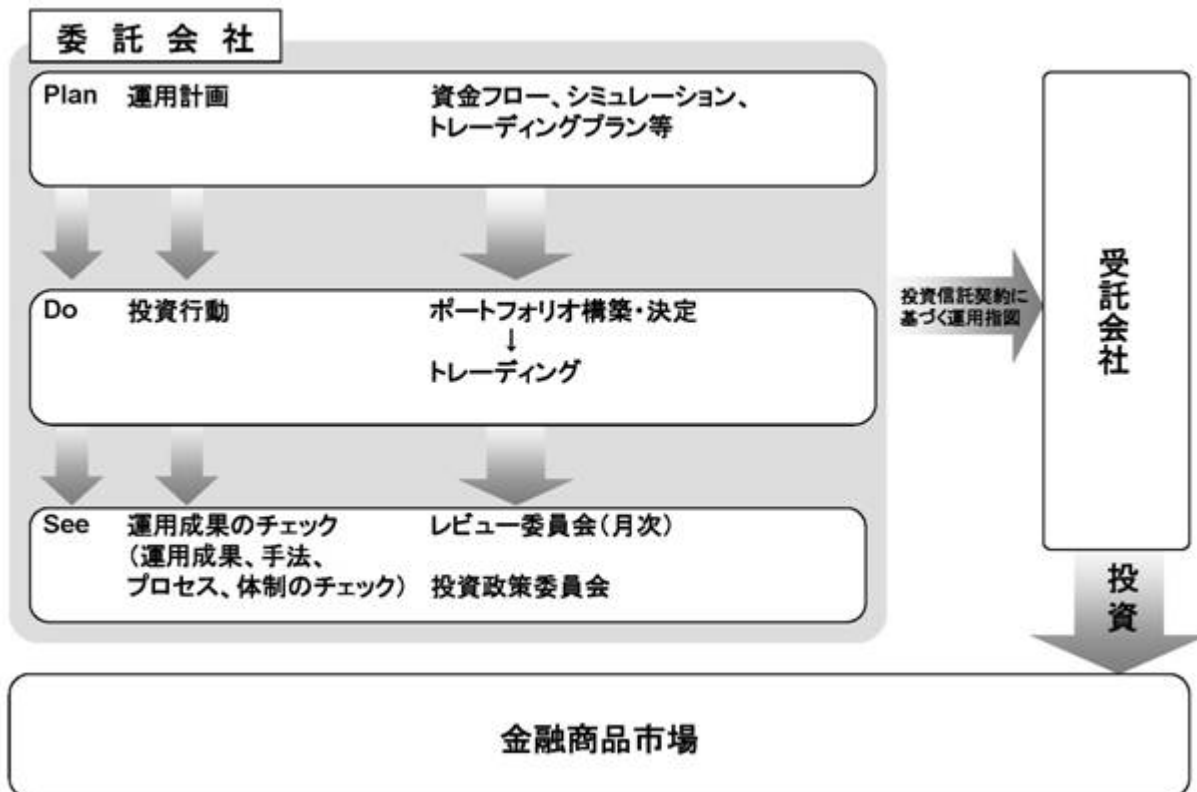 委託会社
Plan 運用計画 資金フロー、シミュレーション、
トレーディングプラン等
Do 投資行動 ポートフォリオ構築・決定
↓
トレーディング
See 運用成果のチェック レビュー委員会(月次)
(運用成果、手法、
プロセス、体制のチェック) 投資政策委員会
投資信託契約に
基づく運用指図
受託会社
投資
金融商品市場